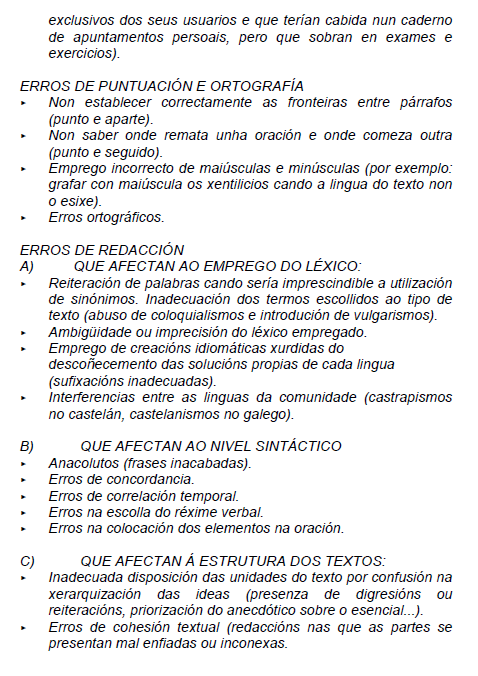 exclusivos dos seus usuarios e que terían cabida nun caderno
de apuntamentos persoais, pero que sobran en exames e
exercicios).
ERROS DE PUNTUACIÓN E ORTOGRAFÍA
▸ Non establecer correctamente as fronteiras entre párrafos
(punto e aparte).
▸ Non saber onde remata unha oración e onde comeza outra
(punto e seguido).
▸ Emprego incorrecto de maiúsculas e minúsculas (por exemplo:
grafar con maiúscula os xentilicios cando a lingua do texto non
o esixe).
▸ Erros ortográficos.
ERROS DE REDACCIÓN
A) QUE AFECTAN AO EMPREGO DO LÉXICO:
▸ Reiteración de palabras cando sería imprescindible a utilización
de sinónimos. Inadecuación dos termos escollidos ao tipo de
texto (abuso de coloquialismos e introdución de vulgarismos).
▸ Ambigüidade ou imprecisión do léxico empregado.
▸ Emprego de creacións idiomáticas xurdidas do
descoñecemento das solucións propias de cada lingua
(sufixacións inadecuadas).
▸ Interferencias entre as linguas da comunidade (castrapismos
no castelán, castelanismos no galego).
B) QUE AFECTAN AO NIVEL SINTÁCTICO
▸ Anacolutos (frases inacabadas).
▸ Erros de concordancia.
▸ Erros de correlación temporal.
▸ Erros na escolla do réxime verbal.
▸ Erros na colocación dos elementos na oración.
C) QUE AFECTAN Á ESTRUTURA DOS TEXTOS:
▸ Inadecuada disposición das unidades do texto por confusión na
xerarquización das ideas (presenza de digresións ou
reiteracións, priorización do anecdótico sobre o esencial...).
▸ Erros de cohesión textual (redaccións nas que as partes se
presentan mal enfiadas ou inconexas.